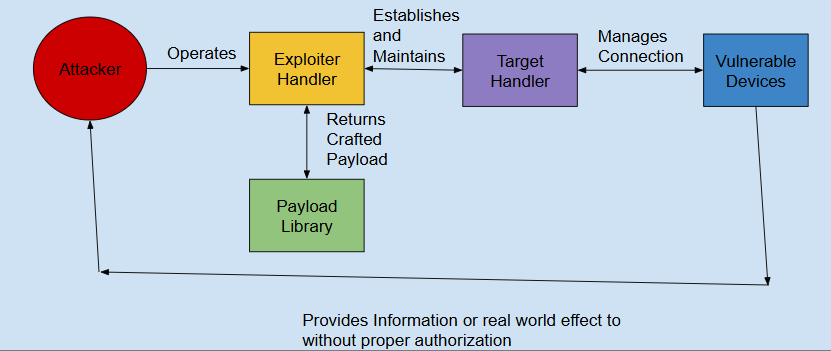 Attacker
Operates
Exploiter
Handler
Establishes
and
Maintains
Target
Handler
Manages
Connection
Vulnerable
Devices
Returns
Crafted
Payload
Payload
Library
Provides Information or real world effect to
without proper authorization